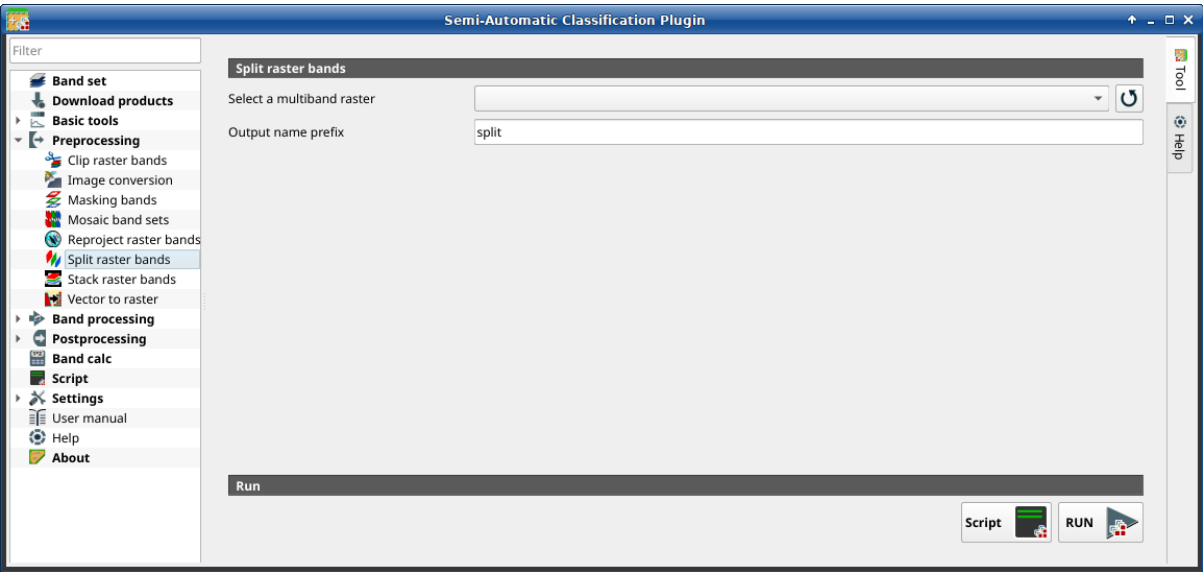 Semi-Automatic Classification Plugin
Filter
Band set
Download products
Basic tools
Preprocessing
Clip raster bands
Image conversion
Masking bands
Mosaic band sets
Reproject raster bands
Split raster bands
Stack raster bands
Vector to raster
Band processing
Postprocessing
Band calc
Script
Settings
User manual
Help
About
Split raster bands
Select a multiband raster
Output name prefix split
Run
Script RUN
Tool
Help